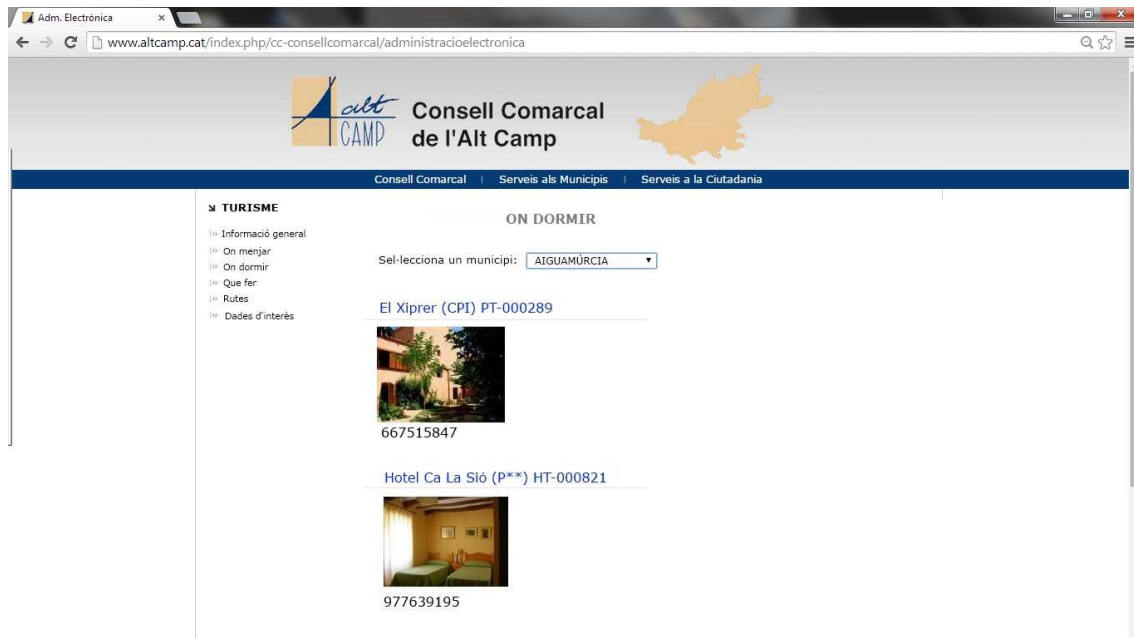 Adm. Electrònica
www.altcamp.cat/index.php/cc-consellcomarcal/administracioelectronica
alt
CAMP
Consell Comarcal
de l'Alt Camp
Consell Comarcal | Serveis als Municipis | Serveis a la Ciutadania
TURISME
Informació general
On menjar
On dormir
Que fer
Rutes
Dades d'interès
ON DORMIR
Sel·lecciona un municipi: AIGUAMÚRCIA
El Xiprer (CPI) PT-000289
667515847
Hotel Ca La Sió (P**) HT-000821
977639195